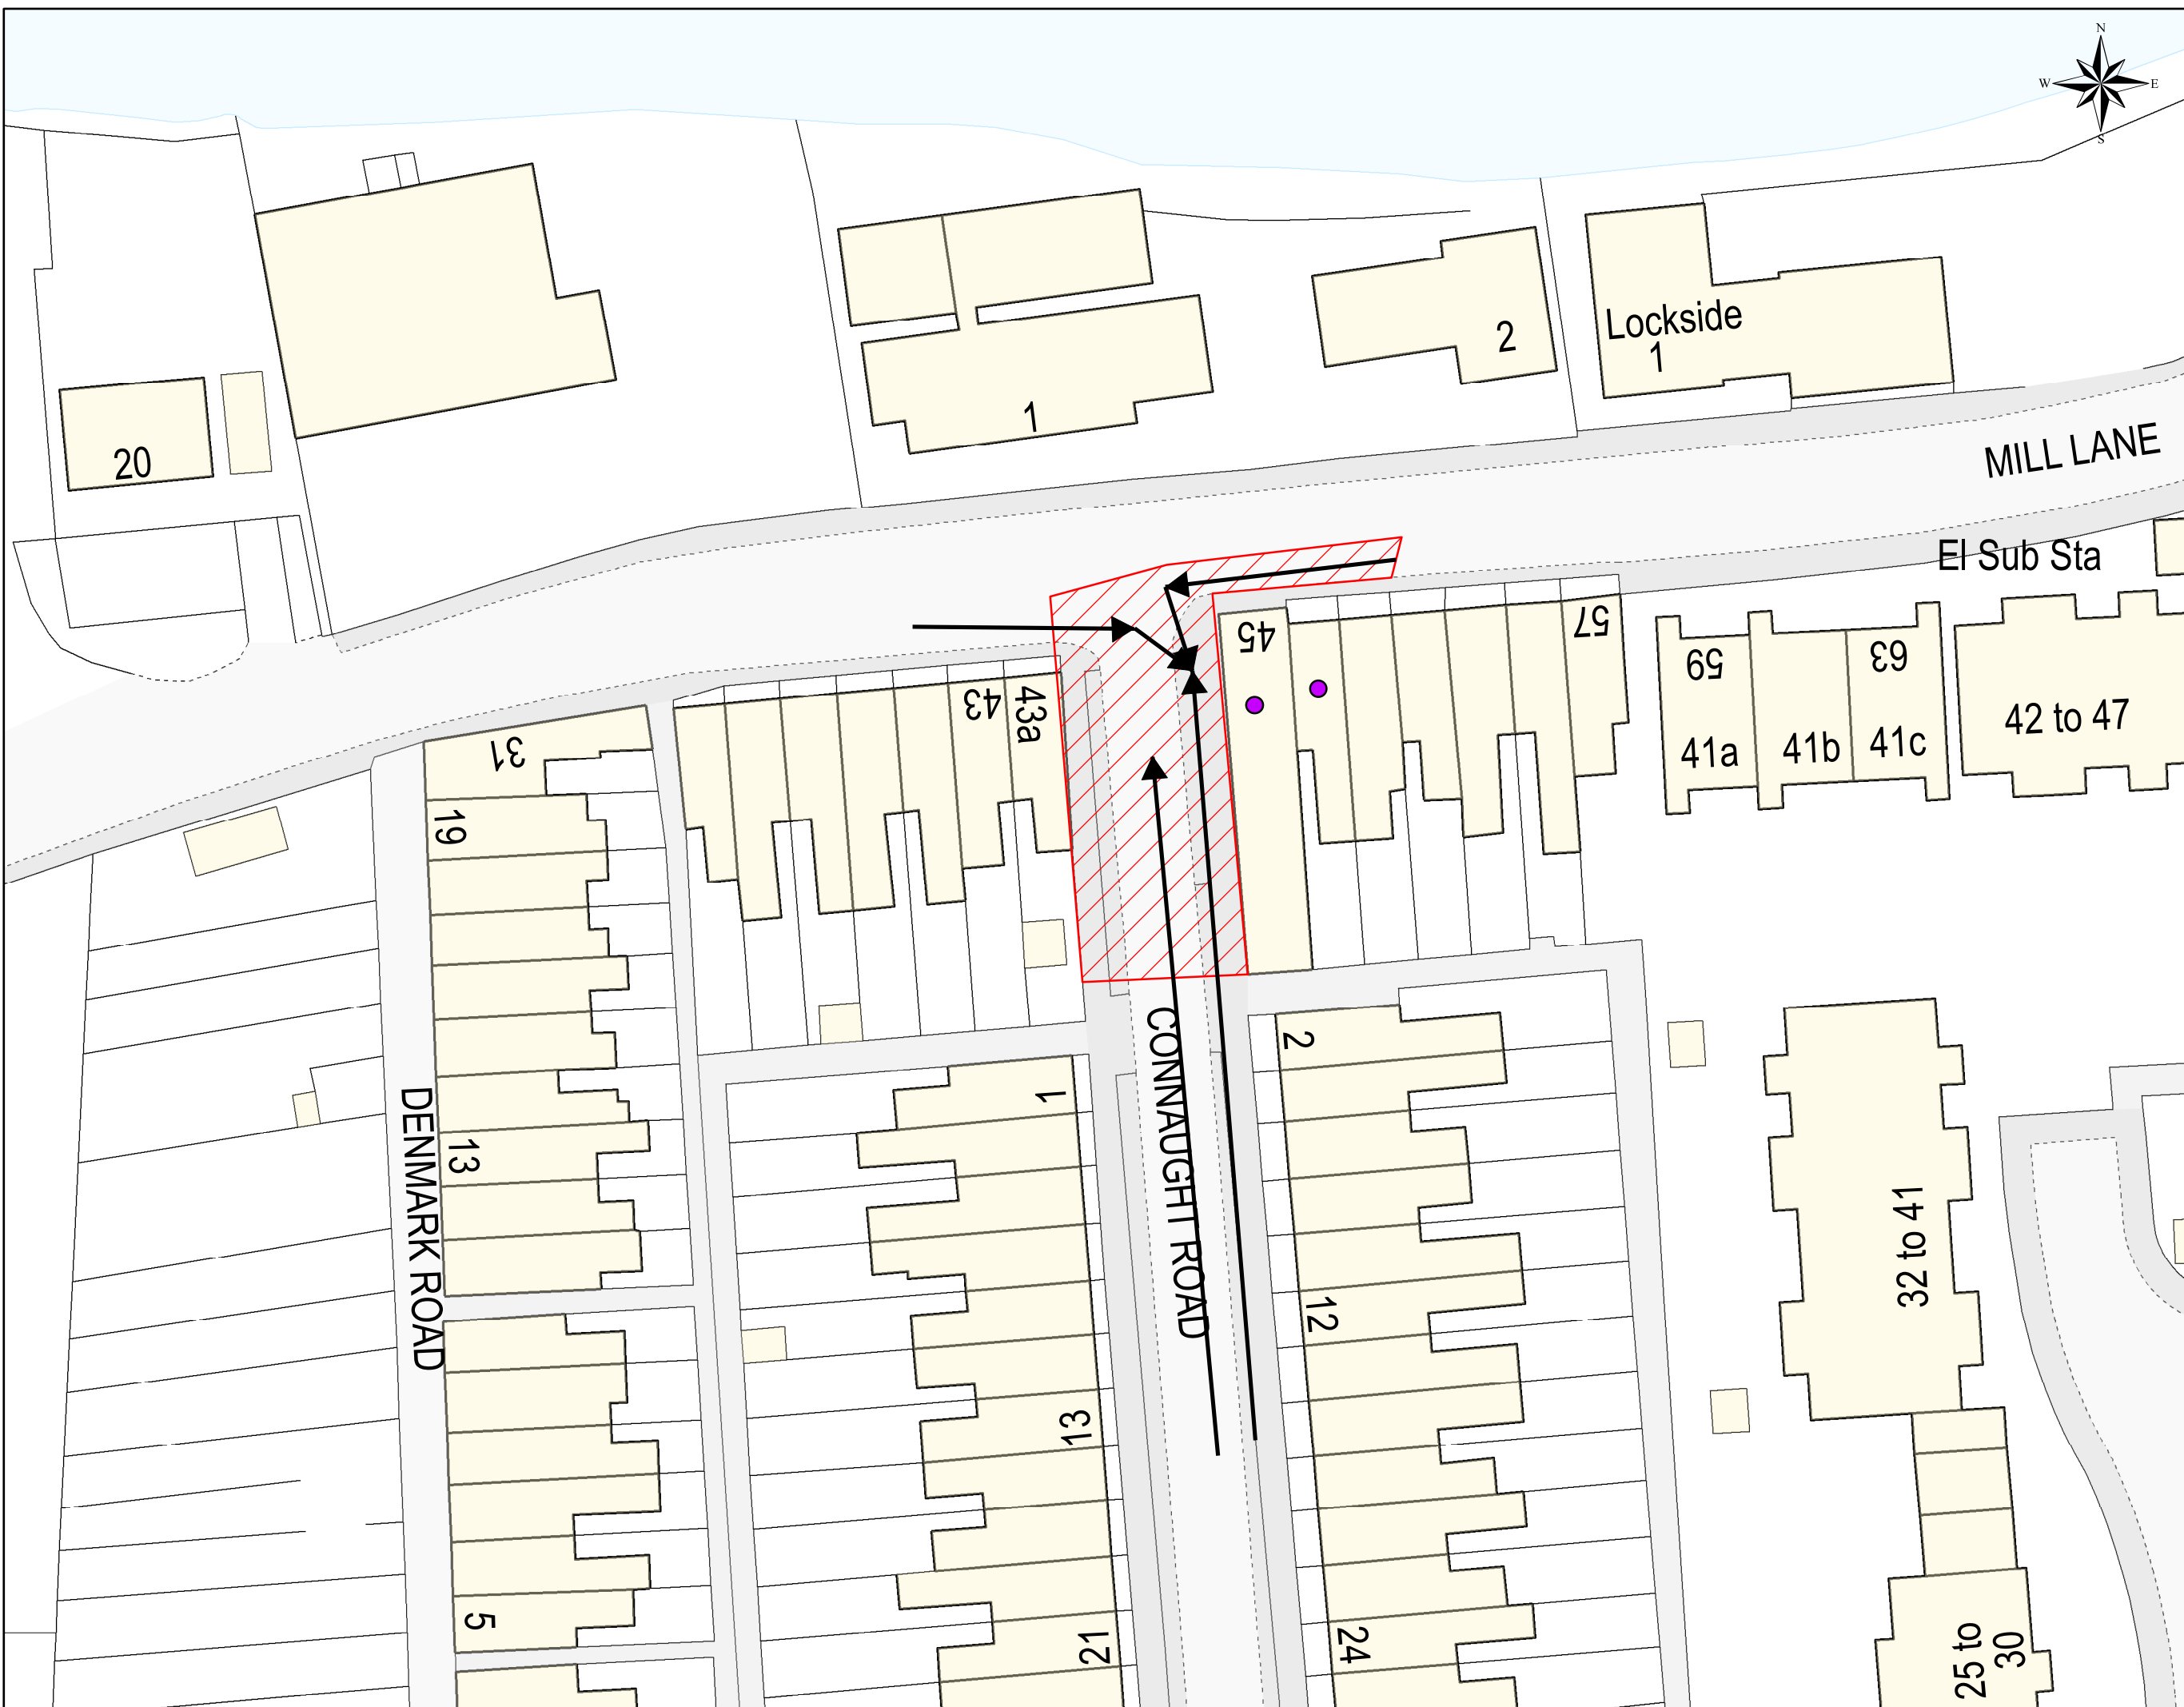 N
W E
S
Lockside
1
2
1
20
MILL LANE
El Sub Sta
45
57
59
63
43
43a
31
41a
41b
41c
42 to 47
19
CONNAUGHT ROAD
2
DENMARK ROAD
1
13
32 to 41
12
13
5
21
24
25 to
30